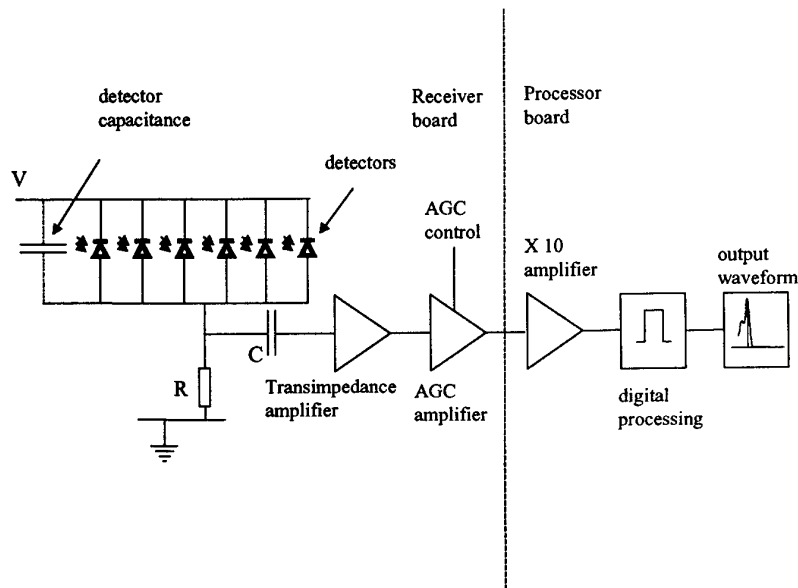 detector
capacitance
Receiver
board
Processor
board
detectors
V
AGC
control
X 10
amplifier
output
waveform
C
R
Transimpedance
amplifier
AGC
amplifier
digital
processing